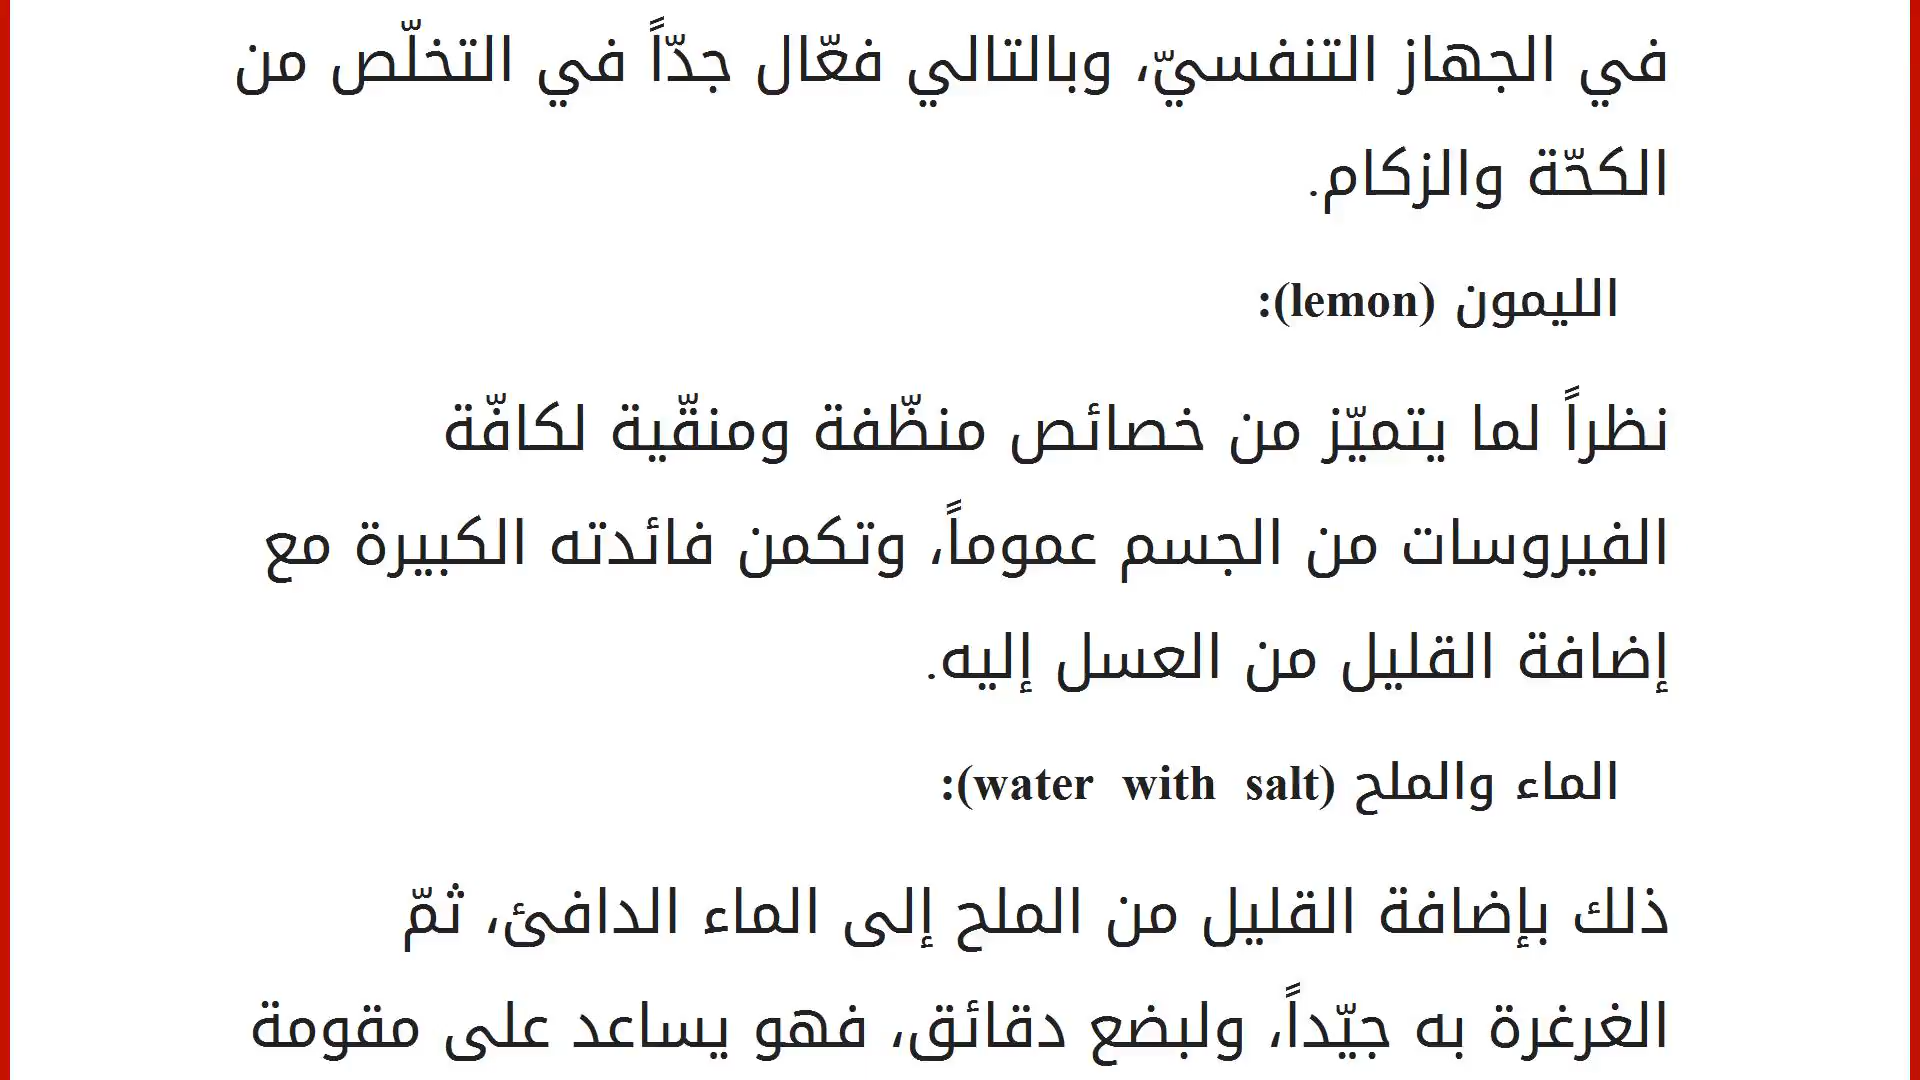 في الجهاز التنفسيّ، وبالتالي فعّال جدّاً في التخلّص من
الكحّة والزكام.
الليمون (lemon):
نظراً لما يتميّز من خصائص منظّفة ومنقّية لكافّة
الفيروسات من الجسم عموماً، وتكمن فائدته الكبيرة مع
إضافة القليل من العسل إليه.
الماء والملح (water with salt):
ذلك بإضافة القليل من الملح إلى الماء الدافئ، ثمّ
الغرغرة به جيّداً، ولبضع دقائق، فهو يساعد على مقومة